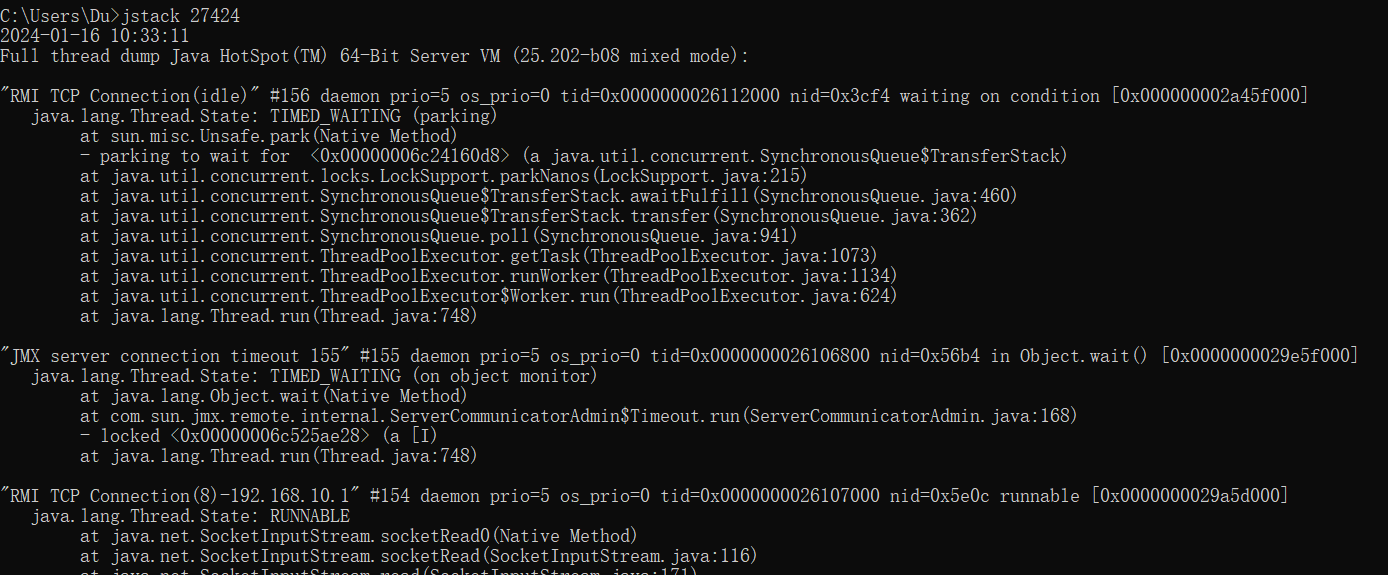 C:\Users\Du>jstack 27424
2024-01-16 10:33:11
Full thread dump Java HotSpot(TM) 64-Bit Server VM (25.202-b08 mixed mode):
"RMI TCP Connection(idle)" #156 daemon prio=5 os_prio=0 tid=0x0000000026112000 nid=0x3cf4 waiting on condition [0x000000002a45f000]
java.lang.Thread.State: TIMED_WAITING (parking)
at sun.misc.Unsafe.park(Native Method)
- parking to wait for <0x00000006c24160d8> (a java.util.concurrent.SynchronousQueue$TransferStack)
at java.util.concurrent.locks.LockSupport.parkNanos(LockSupport.java:215)
at java.util.concurrent.SynchronousQueue$TransferStack.awaitFulfill(SynchronousQueue.java:460)
at java.util.concurrent.SynchronousQueue$TransferStack.transfer(SynchronousQueue.java:362)
at java.util.concurrent.SynchronousQueue.poll(SynchronousQueue.java:941)
at java.util.concurrent.ThreadPoolExecutor.getTask(ThreadPoolExecutor.java:1073)
at java.util.concurrent.ThreadPoolExecutor.runWorker(ThreadPoolExecutor.java:1134)
at java.util.concurrent.ThreadPoolExecutor$Worker.run(ThreadPoolExecutor.java:624)
at java.lang.Thread.run(Thread.java:748)
"JMX server connection timeout 155" #155 daemon prio=5 os_prio=0 tid=0x0000000026106800 nid=0x56b4 in Object.wait() [0x0000000029e5f000]
java.lang.Thread.State: TIMED_WAITING (on object monitor)
at java.lang.Object.wait(Native Method)
at com.sun.jmx.remote.internal.ServerCommunicatorAdmin$Timeout.run(ServerCommunicatorAdmin.java:168)
- locked <0x00000006c525ae28> (a [I)
at java.lang.Thread.run(Thread.java:748)
"RMI TCP Connection(8)-192.168.10.1" #154 daemon prio=5 os_prio=0 tid=0x0000000026107000 nid=0x5e0c runnable [0x0000000029a5d000]
java.lang.Thread.State: RUNNABLE
at java.net.SocketInputStream.socketRead0(Native Method)
at java.net.SocketInputStream.socketRead(SocketInputStream.java:116)
at java.net.SocketInputStream.read(SocketInputStream.java:171)